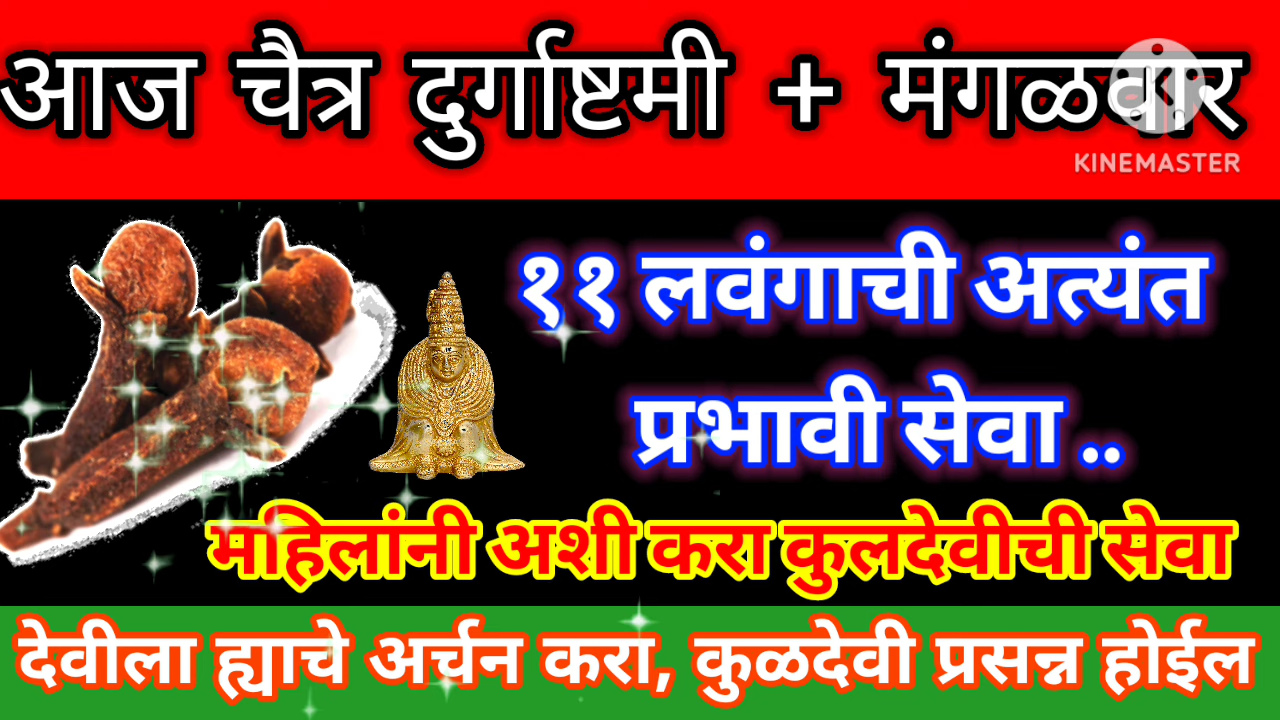 आज चैत्र दुर्गाष्टमी + मंगळवार
KINEMASTER
११ लवंगाची अत्यंत
प्रभावी सेवा ..
महिलांनी अशी करा कुलदेवीची सेवा
देवीला ह्याचे अर्चन करा, कुळदेवी प्रसन्न होईल